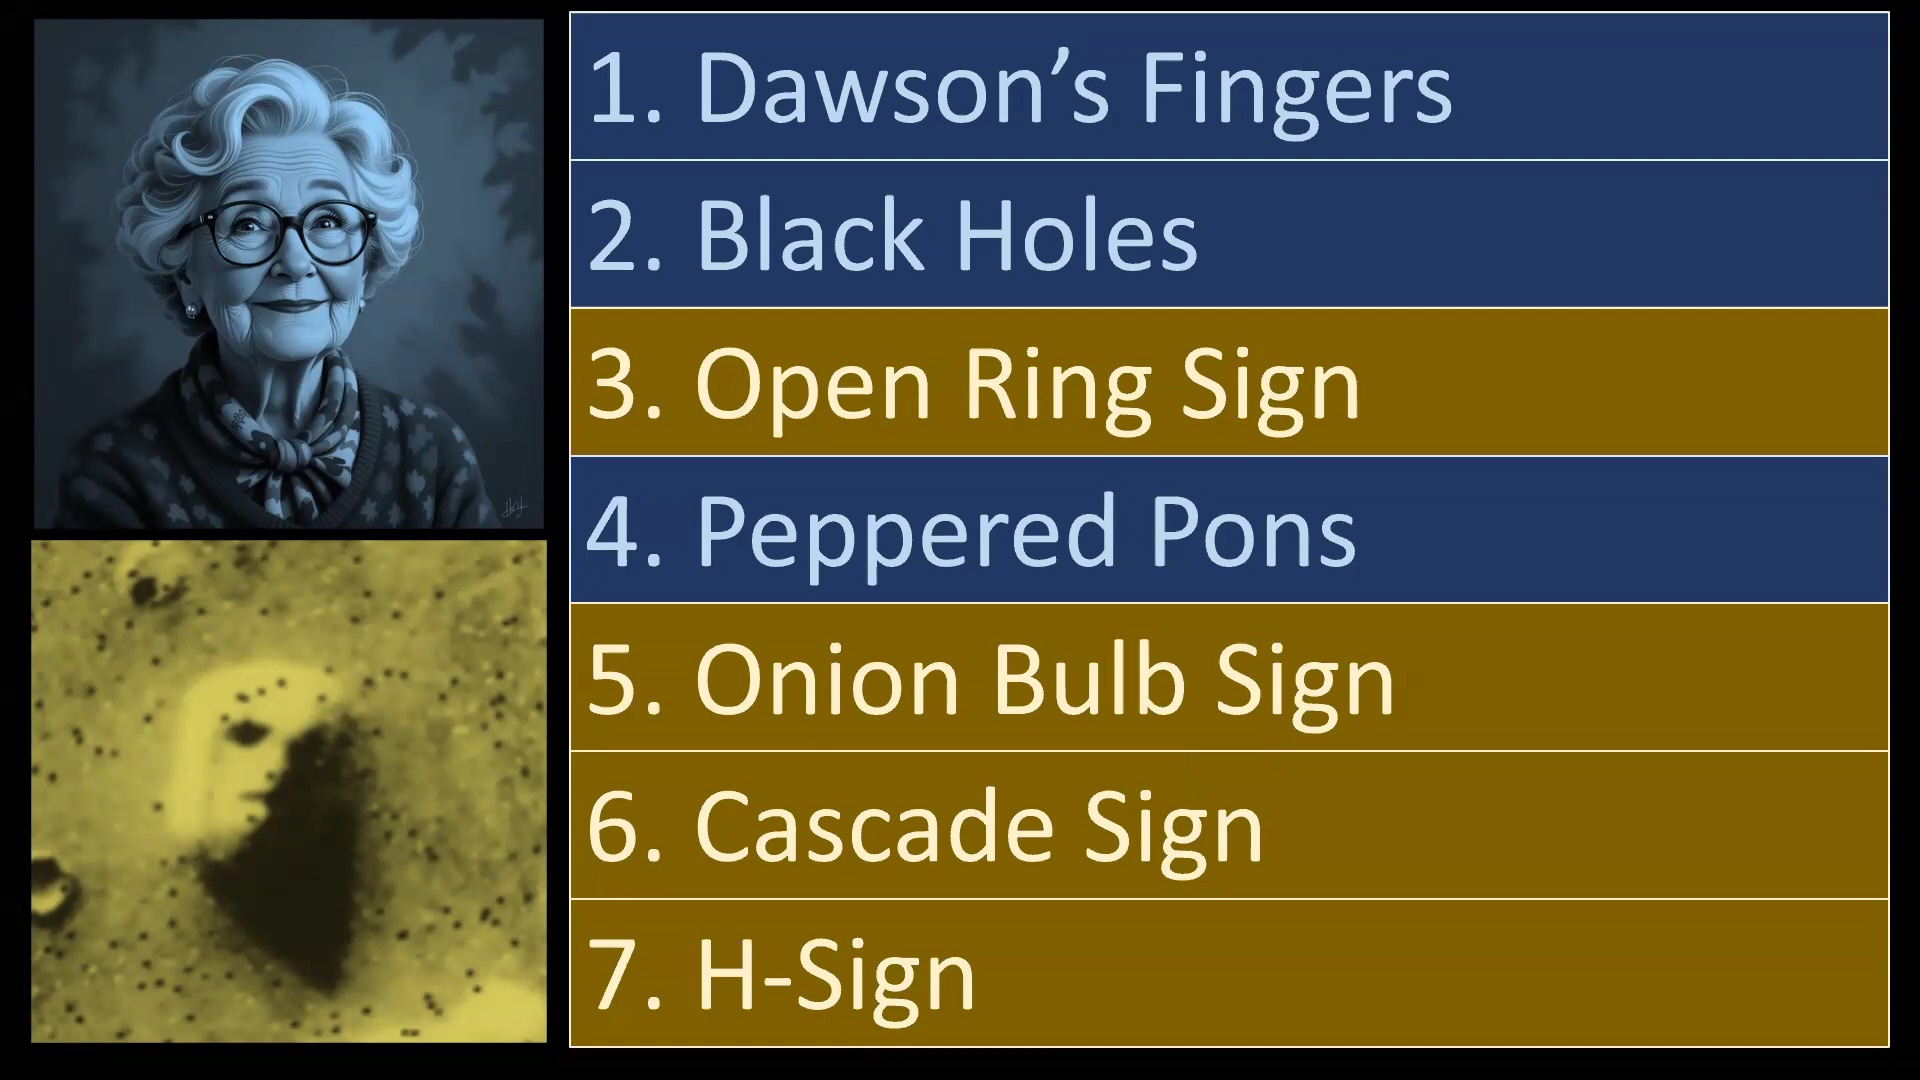 1. Dawson’s Fingers
2. Black Holes
3. Open Ring Sign
4. Peppered Pons
5. Onion Bulb Sign
6. Cascade Sign
7. H-Sign